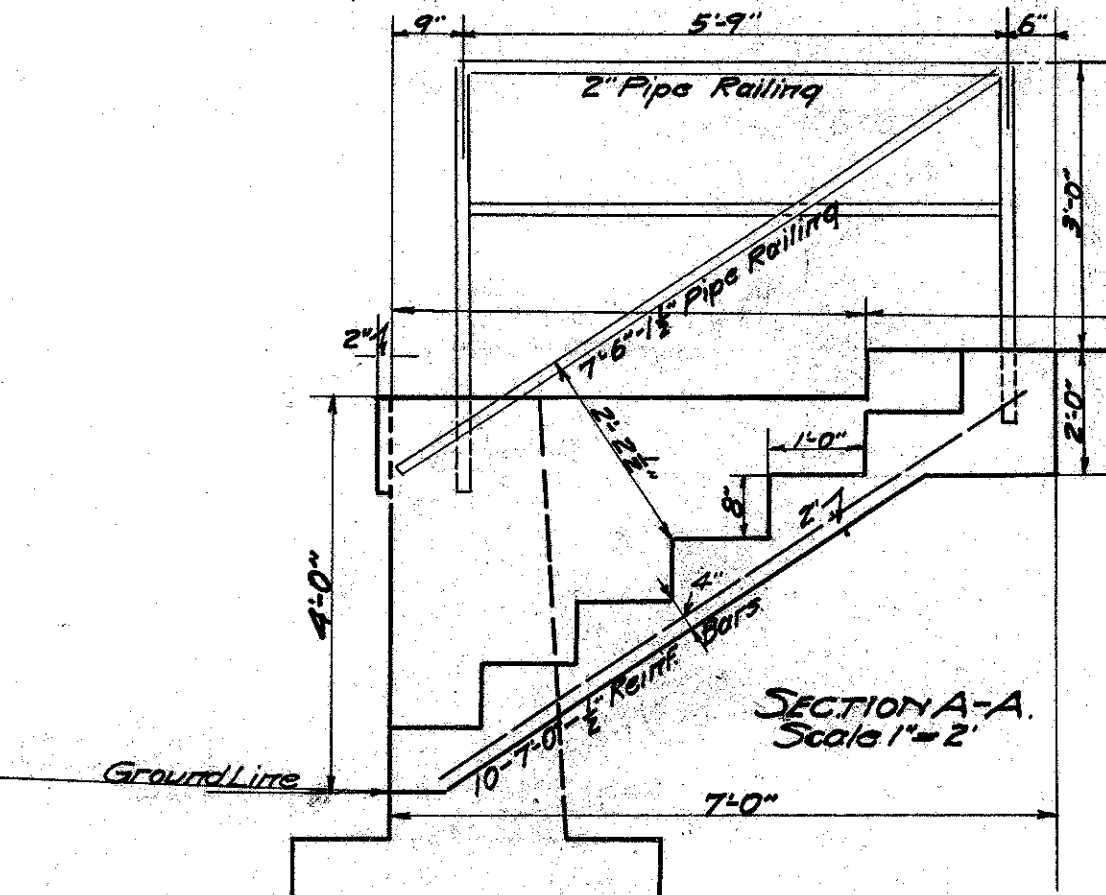 9" 5'-9" 6"
2" Pipe Railing
3'-0"
7'-6"-1½" Pipe Railing
2"
2'-2½"
1'-0"
2'-0"
8"
2"
4'-0"
4"
10-7'-0"-½" Reinf. Bars
SECTION A-A.
Scale 1"= 2'
Ground Line
7'-0"